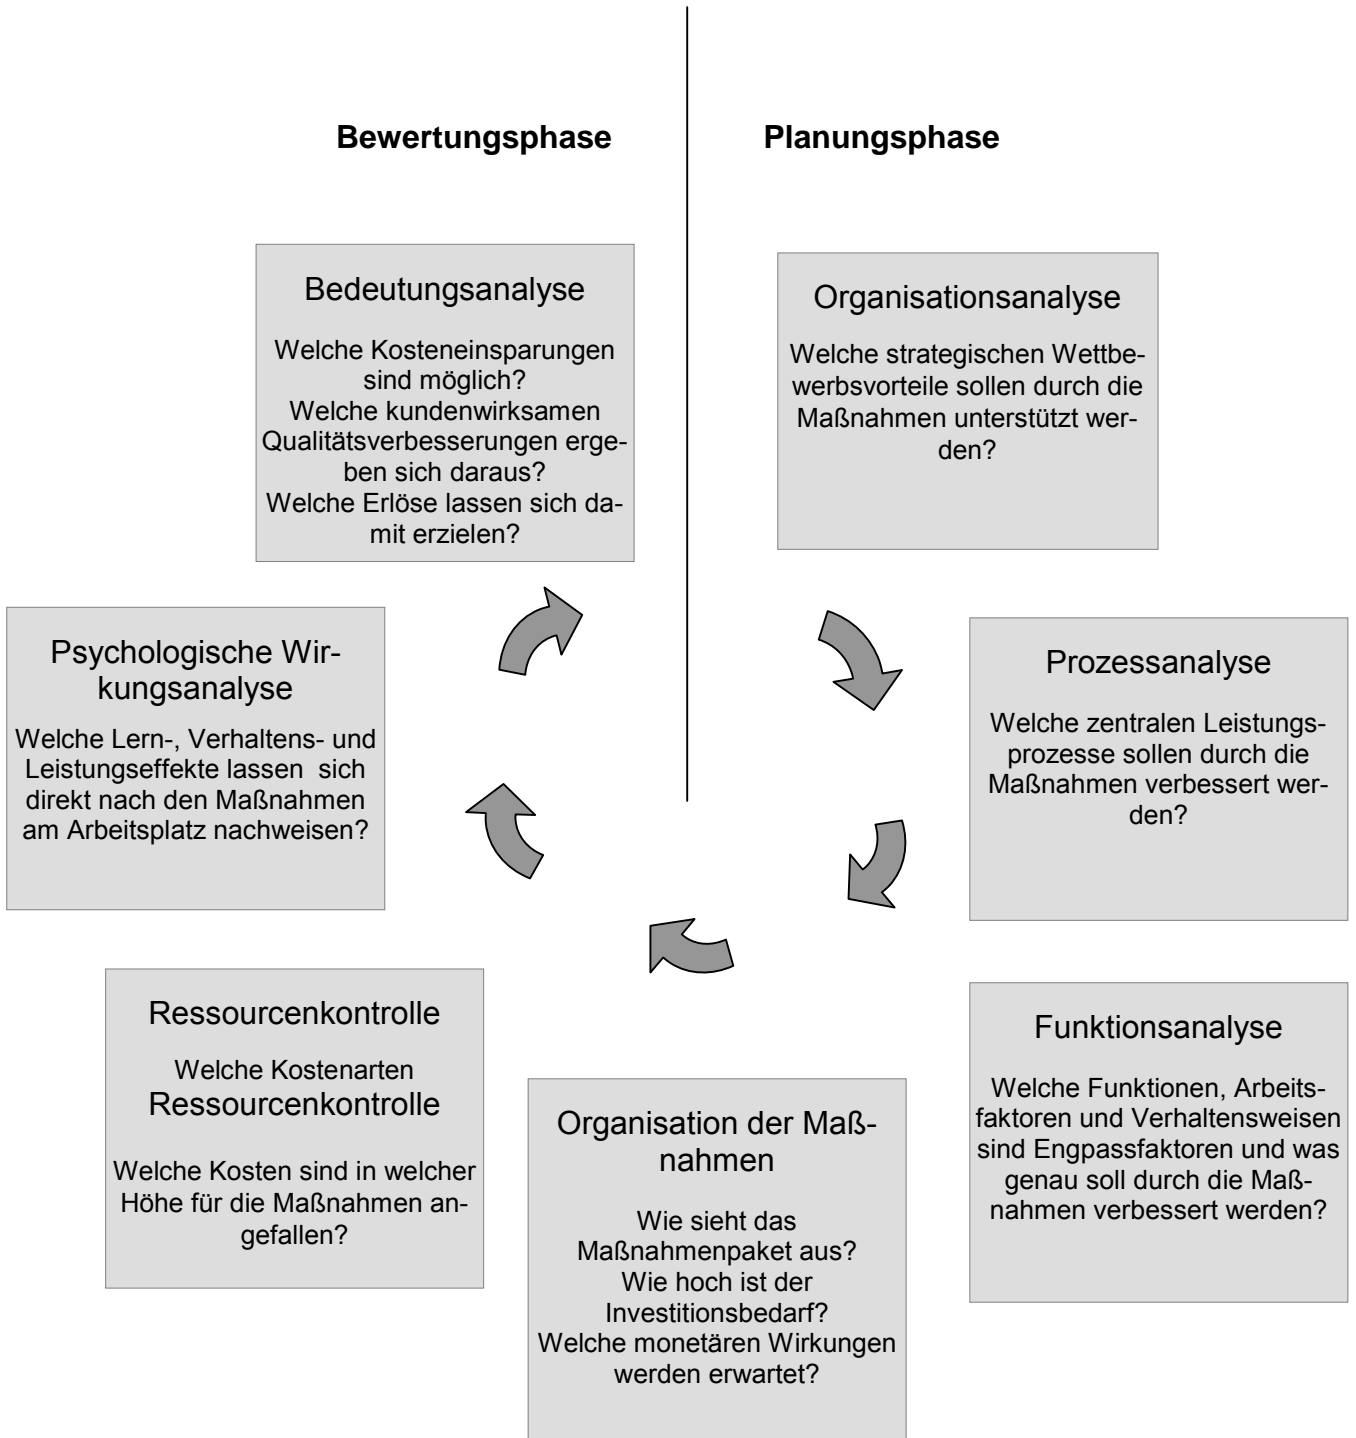 Bewertungsphase
Planungsphase
Bedeutungsanalyse
Welche Kosteneinsparungen
sind möglich?
Welche kundenwirksamen
Qualitätsverbesserungen erge-
ben sich daraus?
Welche Erlöse lassen sich da-
mit erzielen?
Organisationsanalyse
Welche strategischen Wettbe-
werbsvorteile sollen durch die
Maßnahmen unterstützt wer-
den?
Psychologische Wir-
kungsanalyse
Welche Lern-, Verhaltens- und
Leistungseffekte lassen  sich
direkt nach den Maßnahmen
am Arbeitsplatz nachweisen?
Prozessanalyse
Welche zentralen Leistungs-
prozesse sollen durch die
Maßnahmen verbessert wer-
den?
Ressourcenkontrolle
Welche Kostenarten
Ressourcenkontrolle
Welche Kosten sind in welcher
Höhe für die Maßnahmen an-
gefallen?
Organisation der Maß-
nahmen
Wie sieht das
Maßnahmenpaket aus?
Wie hoch ist der
Investitionsbedarf?
Welche monetären Wirkungen
werden erwartet?
Funktionsanalyse
Welche Funktionen, Arbeits-
faktoren und Verhaltensweisen
sind Engpassfaktoren und was
genau soll durch die Maß-
nahmen verbessert werden?